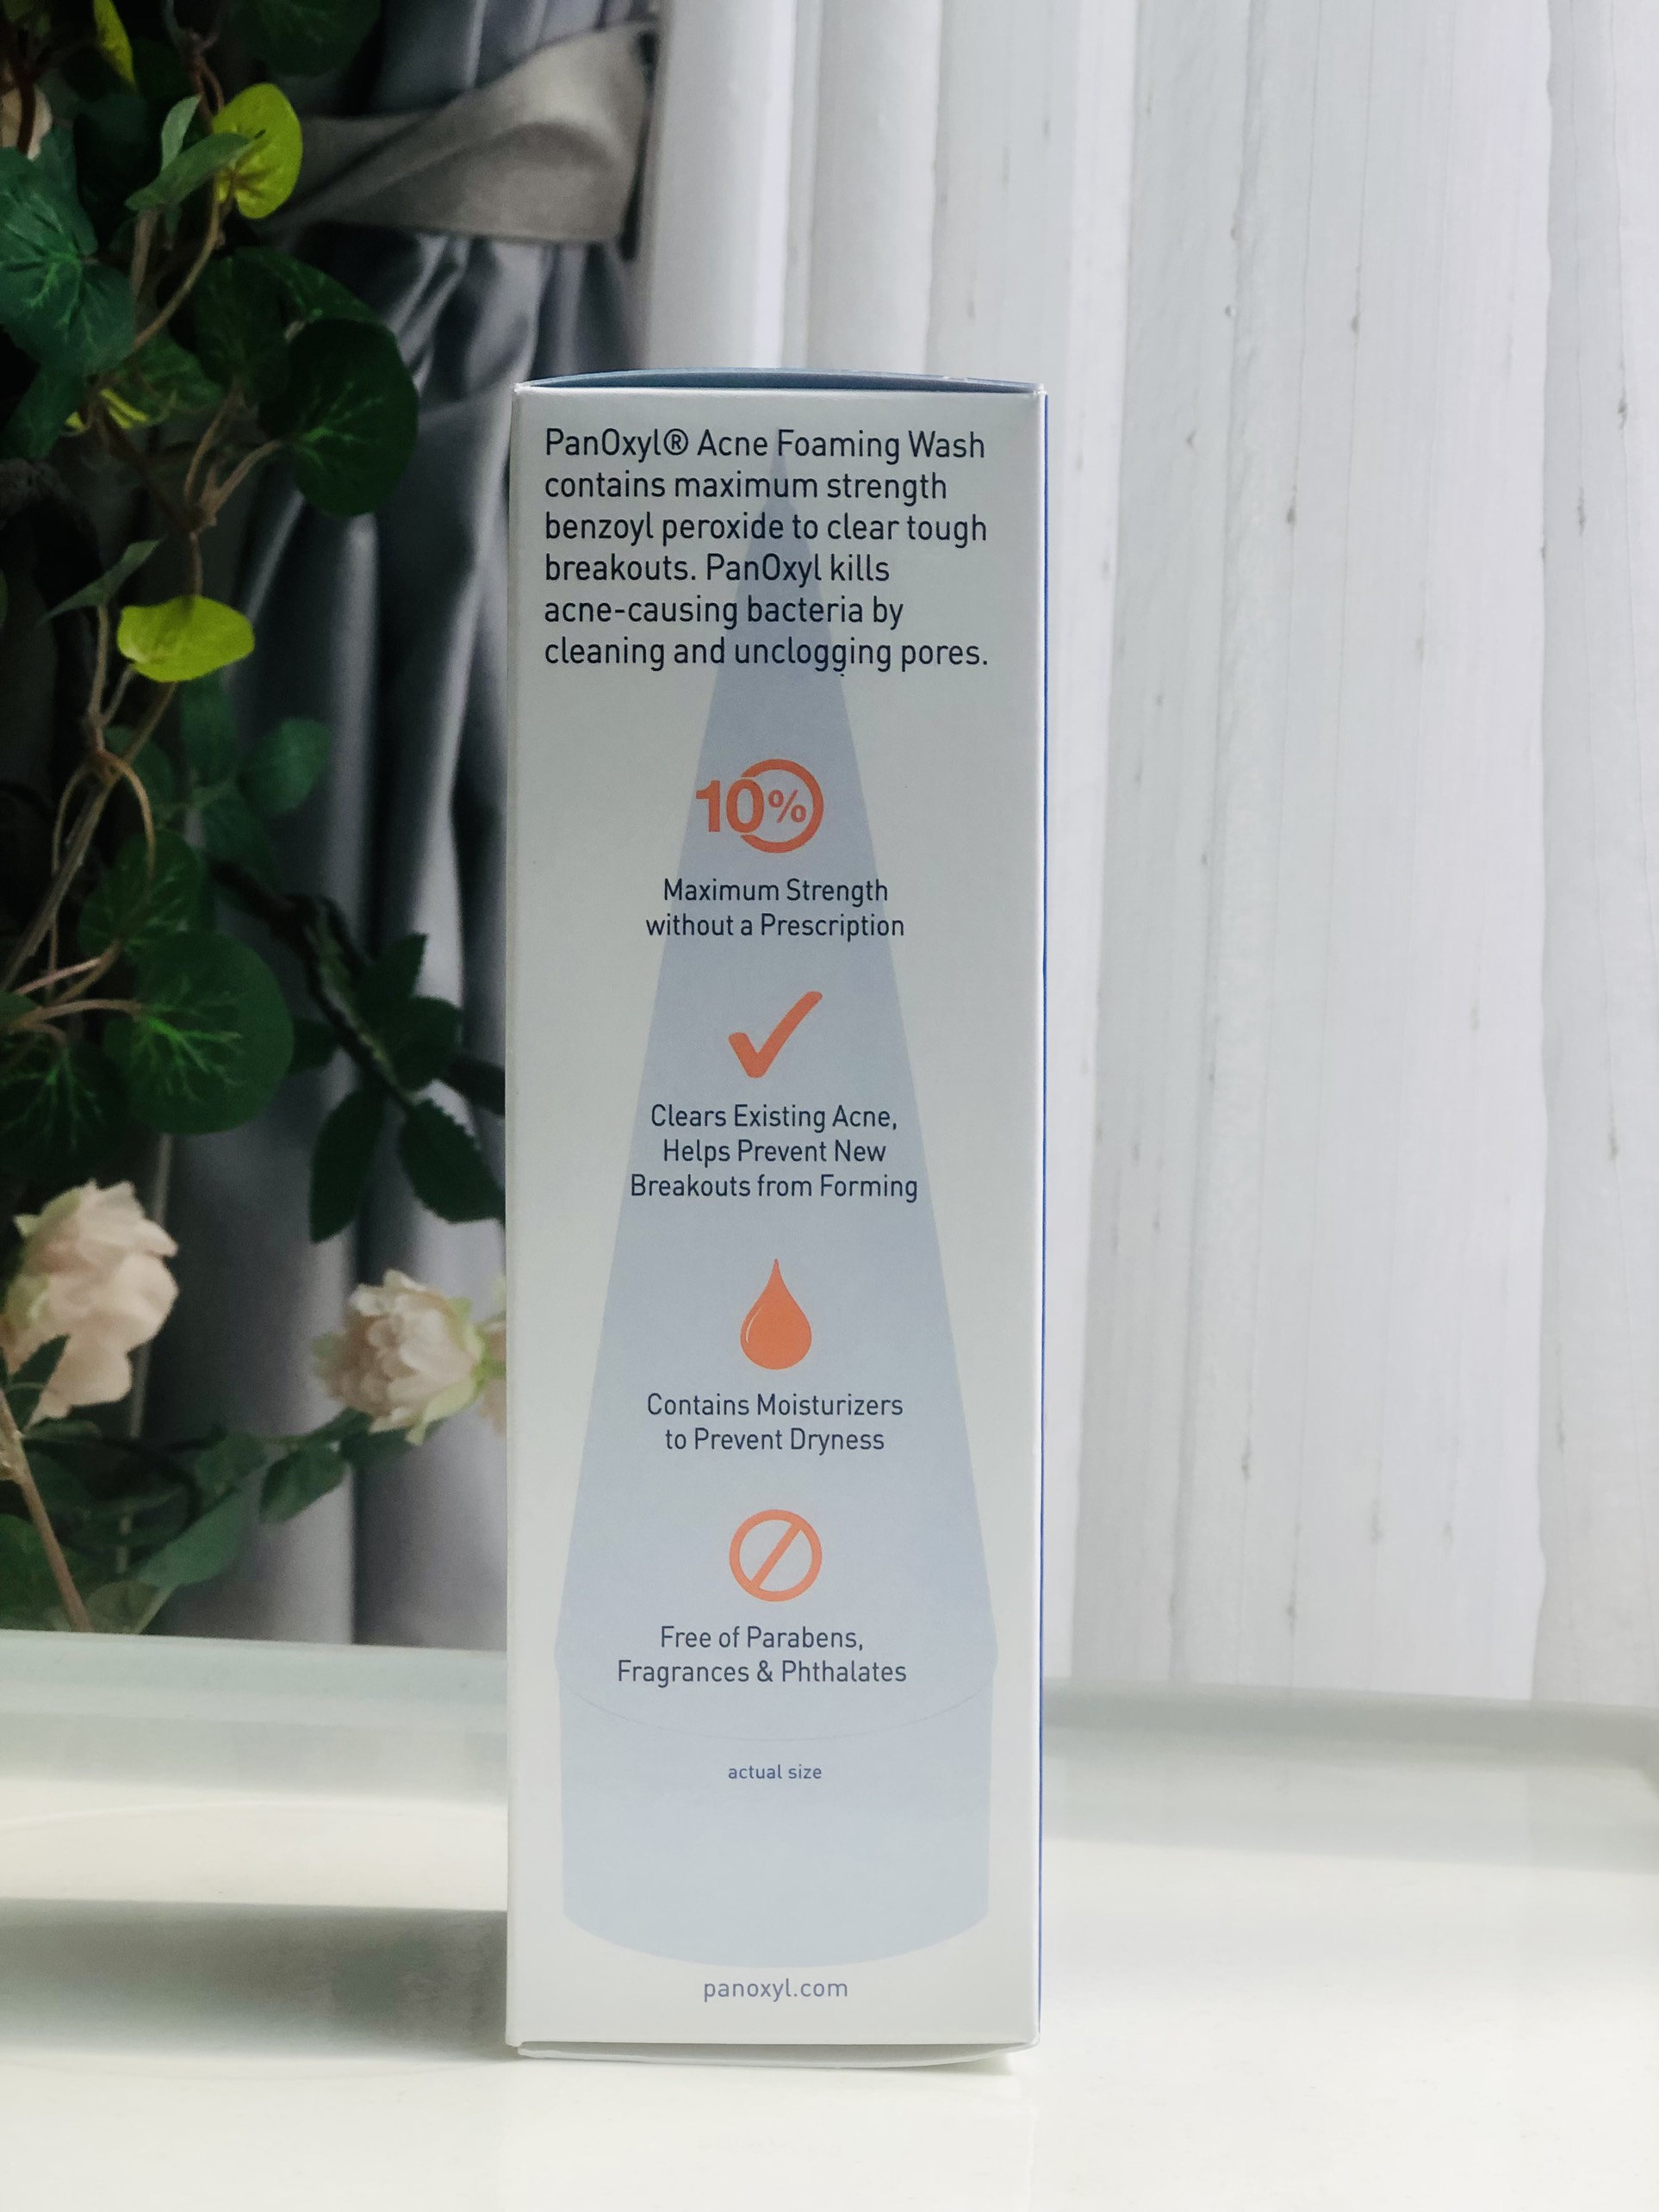 PanOxyl® Acne Foaming Wash
contains maximum strength
benzoyl peroxide to clear tough
breakouts. PanOxyl kills
acne-causing bacteria by
cleaning and unclogging pores.
10%
Maximum Strength
without a Prescription
Clears Existing Acne,
Helps Prevent New
Breakouts from Forming
Contains Moisturizers
to Prevent Dryness
Free of Parabens,
Fragrances & Phthalates
actual size
panoxyl.com